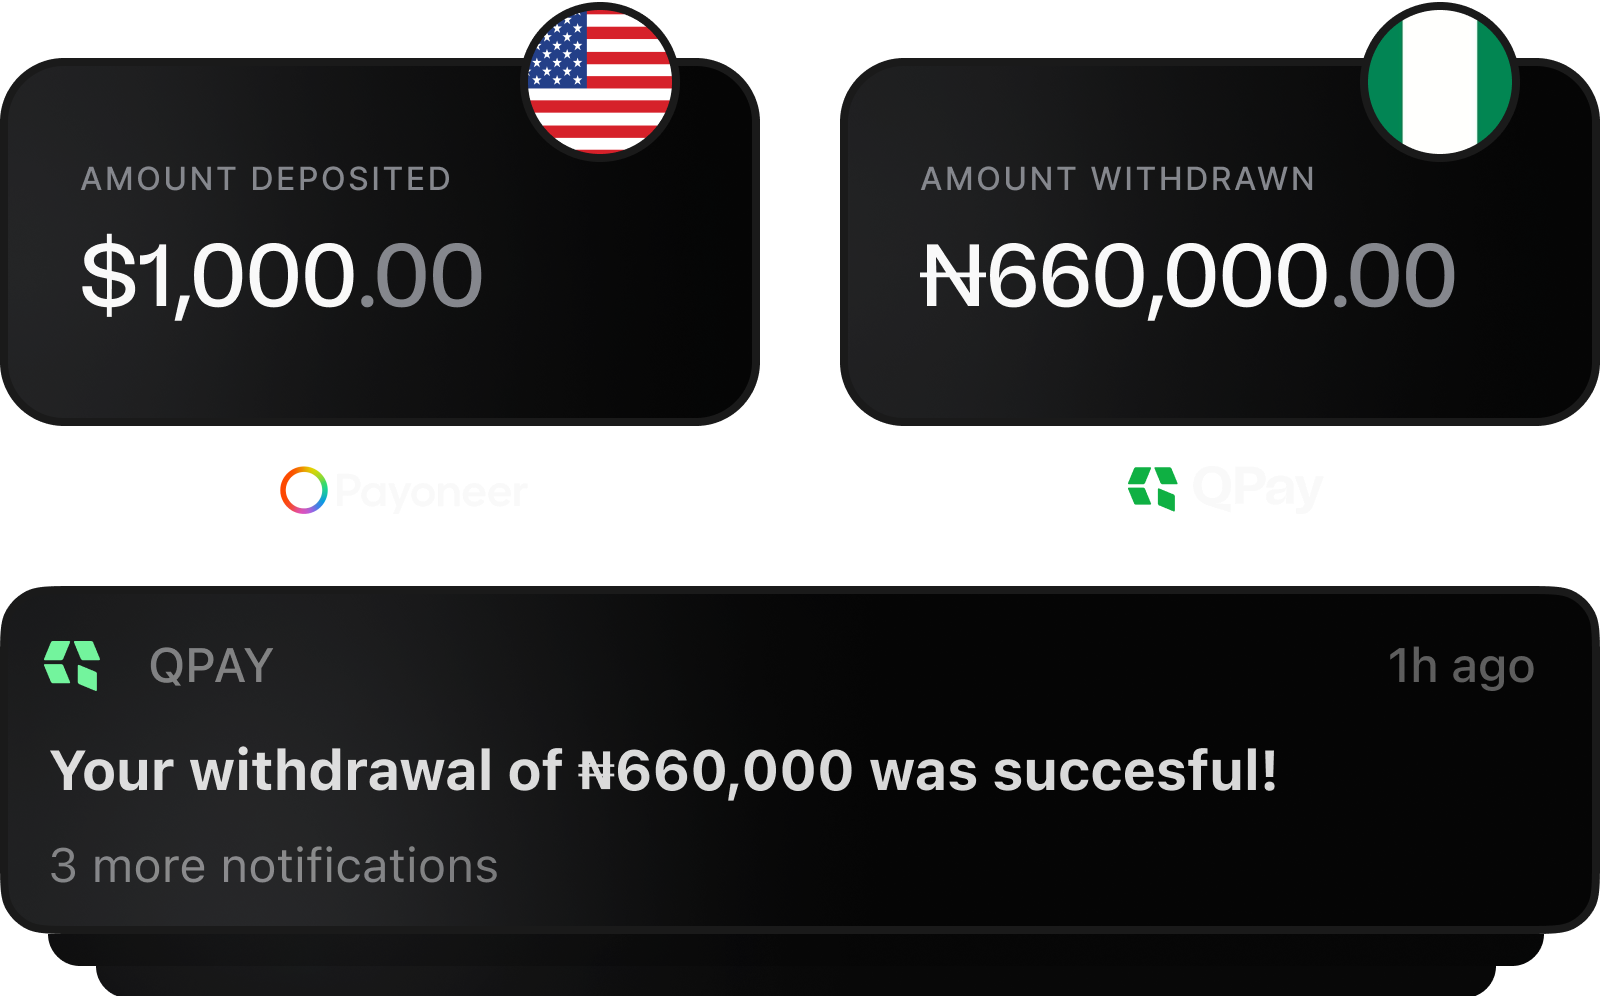 AMOUNT DEPOSITED
$1,000.00
Payoneer
AMOUNT WITHDRAWN
₦660,000.00
QPay
QPAY
1h ago
Your withdrawal of ₦660,000 was succesful!
3 more notifications